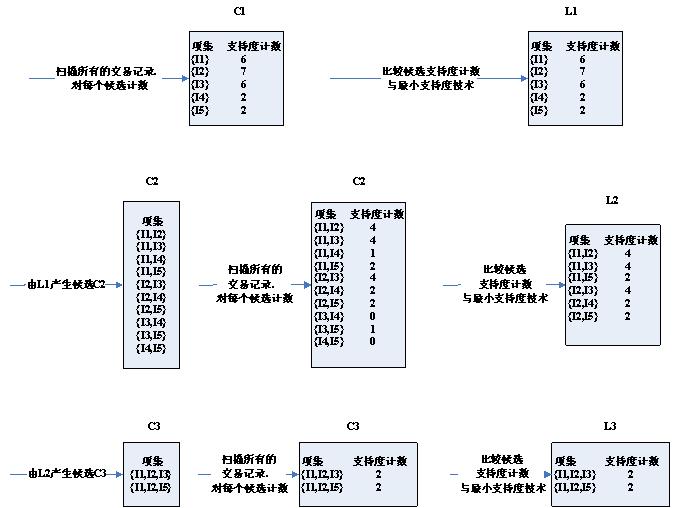 C1
L1
项集 支持度计数
{I1} 6
{I2} 7
{I3} 6
{I4} 2
{I5} 2
扫描所有的交易记录.
对每个候选计数
比较候选支持度计数
与最小支持度技术
项集 支持度计数
{I1} 6
{I2} 7
{I3} 6
{I4} 2
{I5} 2
C2
C2
L2
由L1产生候选C2
项集
{I1,I2}
{I1,I3}
{I1,I4}
{I1,I5}
{I2,I3}
{I2,I4}
{I2,I5}
{I3,I4}
{I3,I5}
{I4,I5}
扫描所有的
交易记录.
对每个候选计数
项集 支持度计数
{I1,I2} 4
{I1,I3} 4
{I1,I4} 1
{I1,I5} 2
{I2,I3} 4
{I2,I4} 2
{I2,I5} 2
{I3,I4} 0
{I3,I5} 1
{I4,I5} 0
比较候选
支持度计数
与最小支持度技术
项集 支持度计数
{I1,I2} 4
{I1,I3} 4
{I1,I5} 2
{I2,I3} 4
{I2,I4} 2
{I2,I5} 2
C3
C3
L3
由L2产生候选C3
项集
{I1,I2,I3}
{I1,I2,I5}
扫描所有的
交易记录.
对每个候选计数
项集 支持度计数
{I1,I2,I3} 2
{I1,I2,I5} 2
比较候选
支持度计数
与最小支持度技术
项集 支持度计数
{I1,I2,I3} 2
{I1,I2,I5} 2